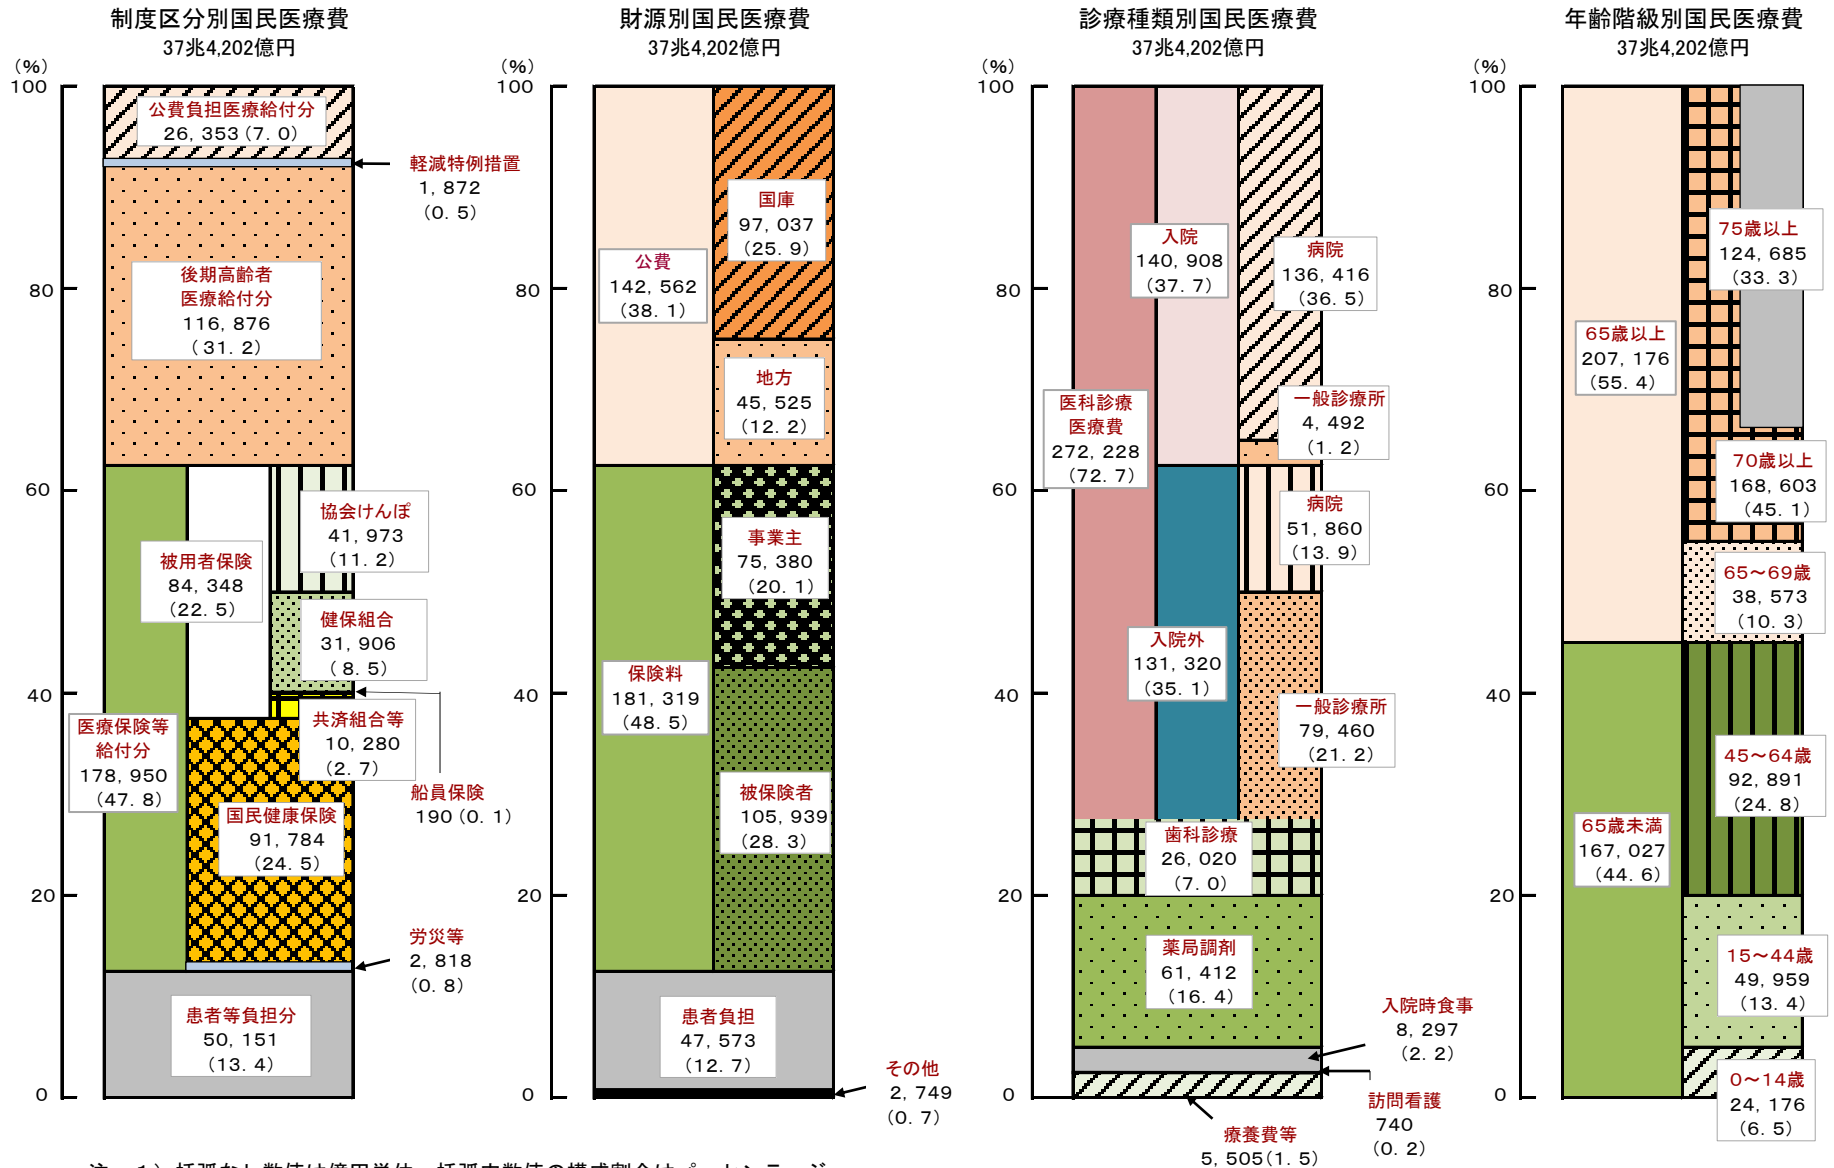 制度区分別国民医療費
37兆4,202億円
(%)
100
80
60
40
20
0
公費負担医療給付分
26,353(7.0)
軽減特例措置
1,872
(0.5)
後期高齢者
医療給付分
116,876
(31.2)
協会けんぽ
41,973
(11.2)
被用者保険
84,348
(22.5)
健保組合
31,906
(8.5)
共済組合等
10,280
(2.7)
医療保険等
給付分
178,950
(47.8)
船員保険
190(0.1)
国民健康保険
91,784
(24.5)
労災等
2,818
(0.8)
患者等負担分
50,151
(13.4)
財源別国民医療費
37兆4,202億円
(%)
100
80
60
40
20
0
国庫
97,037
(25.9)
公費
142,562
(38.1)
地方
45,525
(12.2)
事業主
75,380
(20.1)
保険料
181,319
(48.5)
被保険者
105,939
(28.3)
患者負担
47,573
(12.7)
その他
2,749
(0.7)
診療種類別国民医療費
37兆4,202億円
(%)
100
80
60
40
20
0
入院
140,908
(37.7)
病院
136,416
(36.5)
医科診療
医療費
272,228
(72.7)
一般診療所
4,492
(1.2)
病院
51,860
(13.9)
入院外
131,320
(35.1)
一般診療所
79,460
(21.2)
歯科診療
26,020
(7.0)
薬局調剤
61,412
(16.4)
入院時食事
8,297
(2.2)
訪問看護
740
(0.2)
療養費等
5,505(1.5)
年齢階級別国民医療費
37兆4,202億円
(%)
100
80
60
40
20
0
75歳以上
124,685
(33.3)
65歳以上
207,176
(55.4)
70歳以上
168,603
(45.1)
65～69歳
38,573
(10.3)
45～64歳
92,891
(24.8)
65歳未満
167,027
(44.6)
15～44歳
49,959
(13.4)
0～14歳
24,176
(6.5)